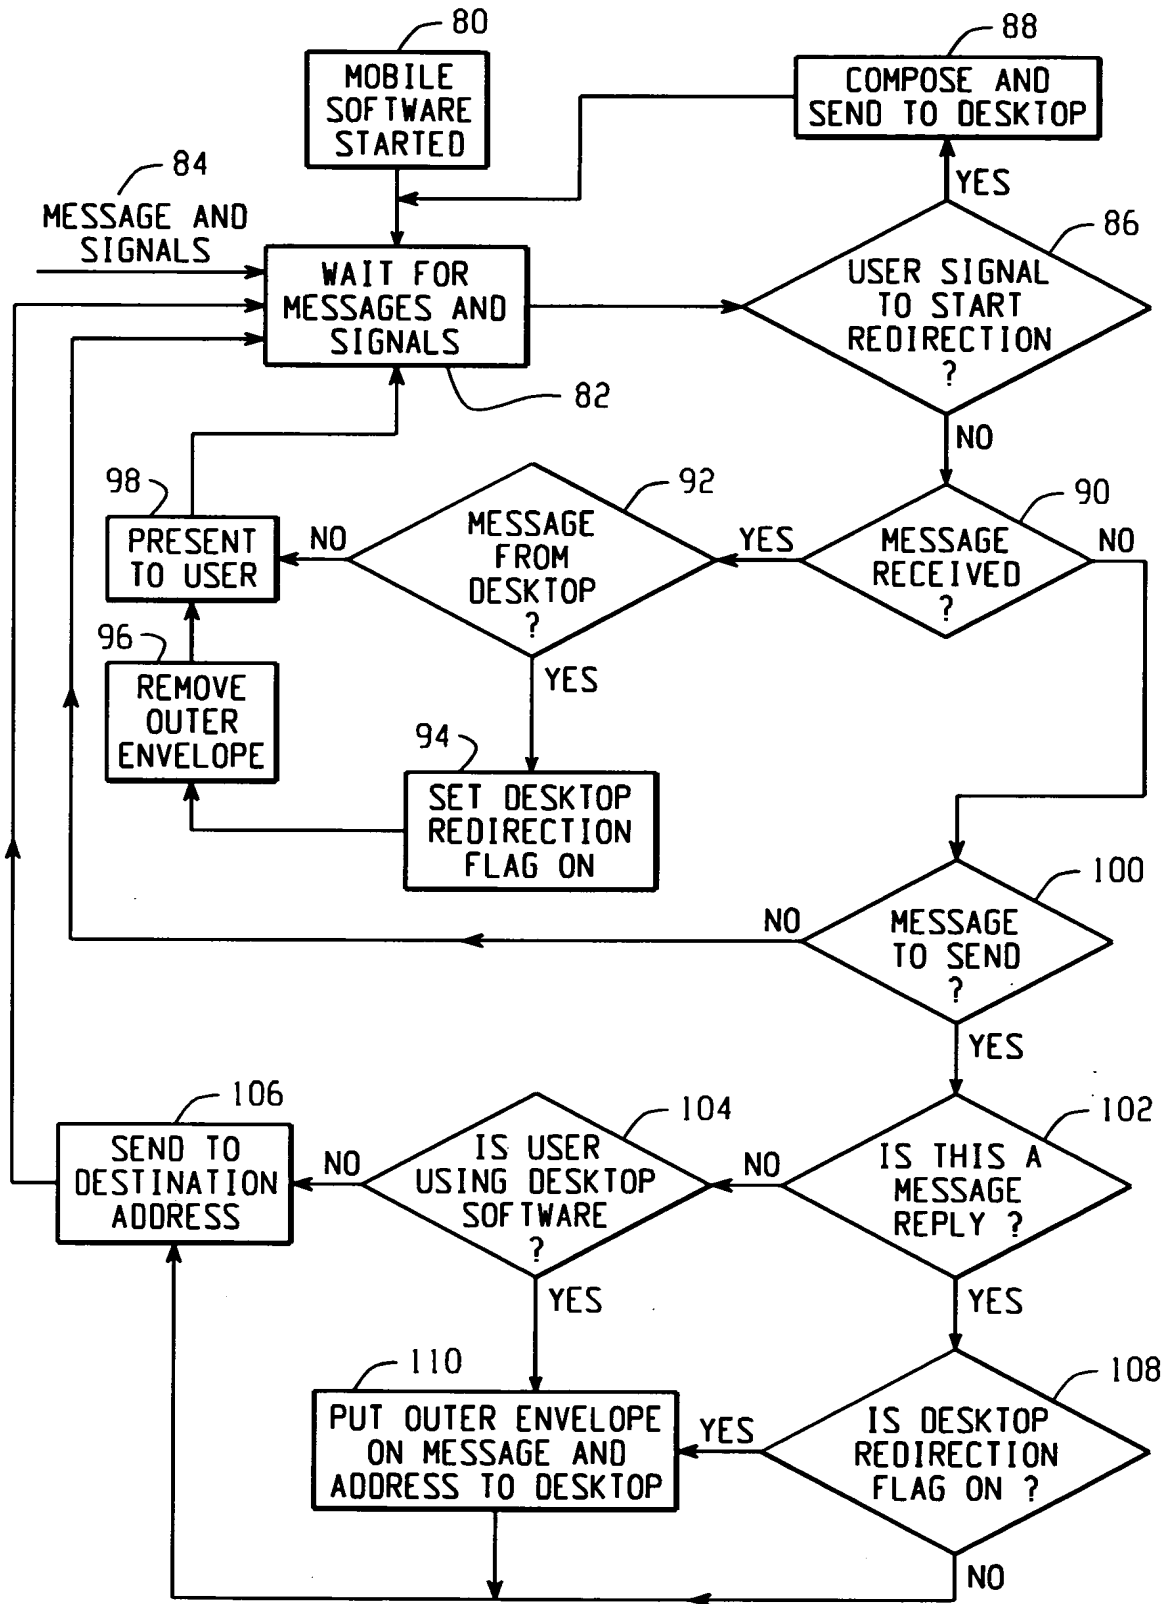 80
MOBILE
SOFTWARE
STARTED
88
COMPOSE AND
SEND TO DESKTOP
YES
84
MESSAGE AND
SIGNALS
WAIT FOR
MESSAGES AND
SIGNALS
82
86
USER SIGNAL
TO START
REDIRECTION
?
NO
98
PRESENT
TO USER
NO
92
MESSAGE
FROM
DESKTOP
?
YES
90
MESSAGE
RECEIVED
?
NO
YES
96
REMOVE
OUTER
ENVELOPE
94
SET DESKTOP
REDIRECTION
FLAG ON
100
NO
MESSAGE
TO SEND
?
YES
106
SEND TO
DESTINATION
ADDRESS
NO
104
IS USER
USING DESKTOP
SOFTWARE
?
NO
102
IS THIS A
MESSAGE
REPLY ?
YES
YES
110
PUT OUTER ENVELOPE
ON MESSAGE AND
ADDRESS TO DESKTOP
YES
108
IS DESKTOP
REDIRECTION
FLAG ON ?
NO